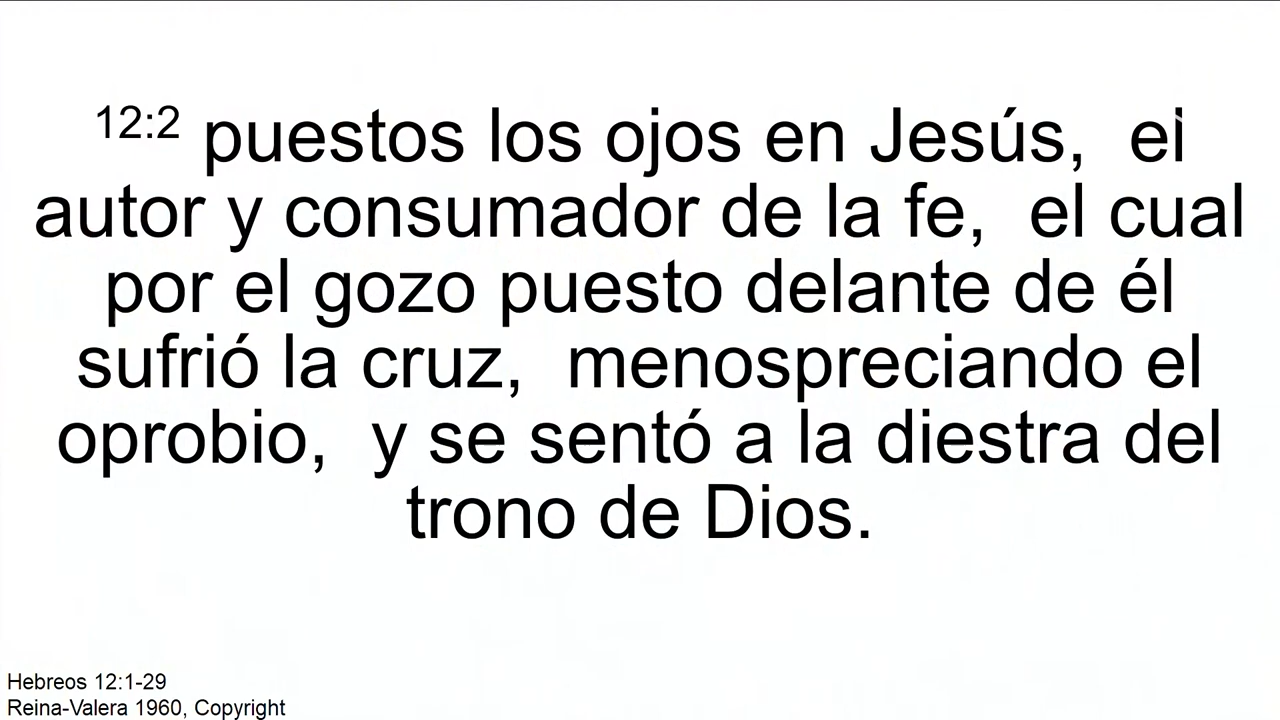 12:2 puestos los ojos en Jesús, el
autor y consumador de la fe, el cual
por el gozo puesto delante de él
sufrió la cruz, menospreciando el
oprobio, y se sentó a la diestra del
trono de Dios.
Hebreos 12:1-29
Reina-Valera 1960, Copyright